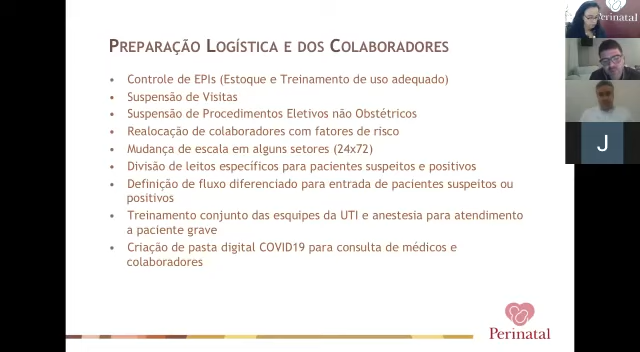 PREPARAÇÃO LOGÍSTICA E DOS COLABORADORES
• Controle de EPIs (Estoque e Treinamento de uso adequado)
• Suspensão de Visitas
• Suspensão de Procedimentos Eletivos não Obstétricos
• Realocação de colaboradores com fatores de risco
• Mudança de escala em alguns setores (24x72)
• Divisão de leitos específicos para pacientes suspeitos e positivos
• Definição de fluxo diferenciado para entrada de pacientes suspeitos ou
positivos
• Treinamento conjunto das esquipes da UTI e anestesia para atendimento
a paciente grave
• Criação de pasta digital COVID19 para consulta de médicos e
colaboradores
Perinatal
Perinatal
J